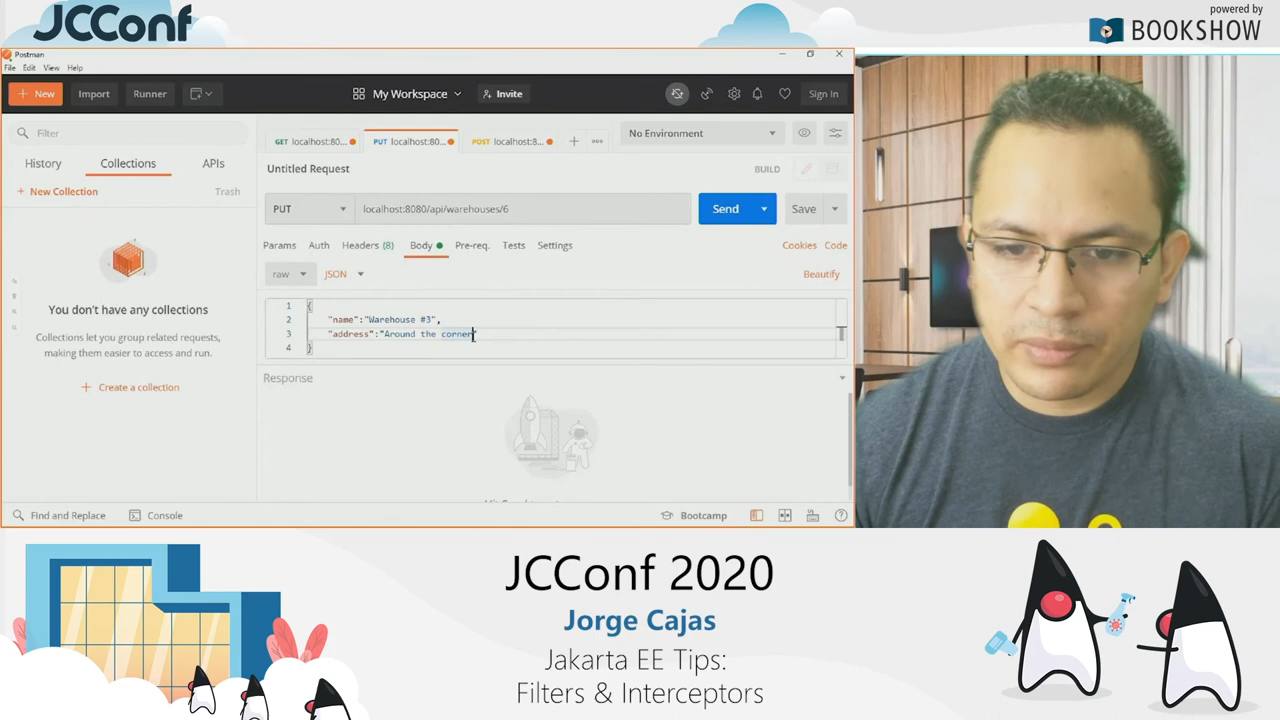 JCConf
powered by
BOOKSHOW
Postman
File Edit View Help
+ New Import Runner My Workspace Invite Sign In
Filter
History Collections APIs
+ New Collection Trash
You don't have any collections
Collections let you group related requests,
making them easier to access and run.
+ Create a collection
GET localhost:80... PUT localhost:80... POST localhost:8... + No Environment
Untitled Request BUILD
PUT localhost:8080/api/warehouses/6 Send Save
Params Auth Headers (8) Body Pre-req. Tests Settings Cookies Code
raw JSON Beautify
1 {
2 "name":"Warehouse #3",
3 "address":"Around the corner"
4 }
Response
Find and Replace Console Bootcamp
JCConf 2020
Jorge Cajas
Jakarta EE Tips:
Filters & Interceptors